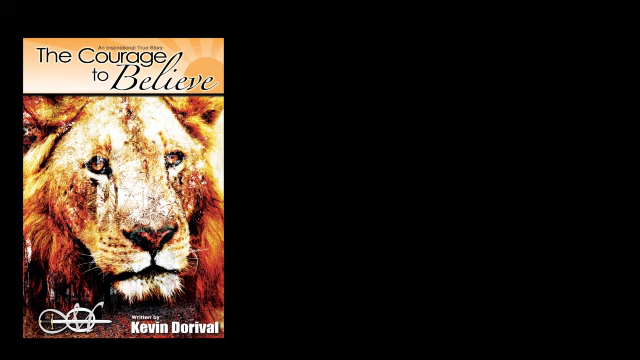 An Inspirational True Story
The Courage
to Believe
Written by
Kevin Dorival